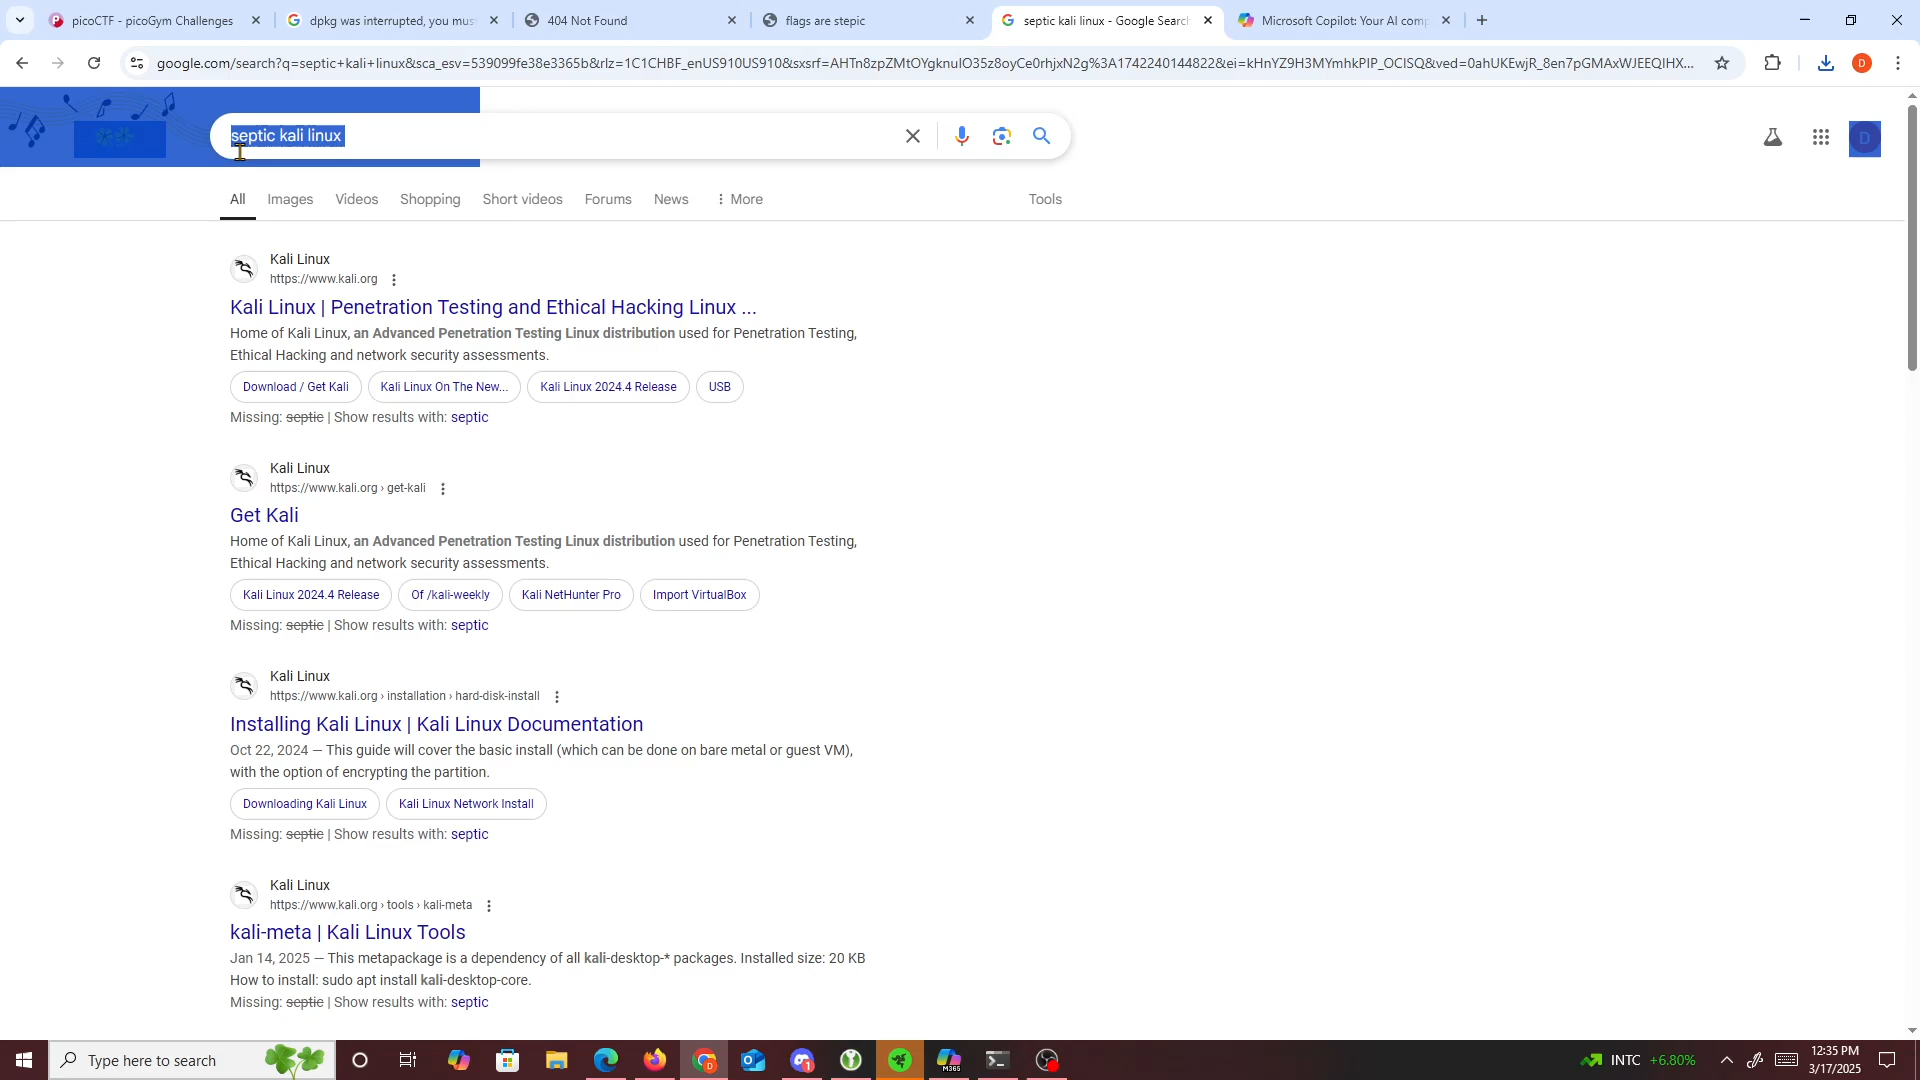 picoCTF - picoGym Challenges
dpkg was interrupted, you mus
404 Not Found
flags are stepic
septic kali linux - Google Search
Microsoft Copilot: Your AI comp
google.com/search?q=septic+kali+linux&sca_esv=539099fe38e3365b&rlz=1C1CHBF_enUS910US910&sxsrf=AHTn8zpZMtOYgknuIO35z8oyCe0rhjxN2g%3A1742240144822&ei=kHnYZ9H3MYmhkPIP_OCISQ&ved=0ahUKEwjR_8en7pGMAxWJEEQIHX...
D
septic kali linux
D
All
Images
Videos
Shopping
Short videos
Forums
News
More
Tools
Kali Linux
https://www.kali.org
Kali Linux | Penetration Testing and Ethical Hacking Linux ...
Home of Kali Linux, an Advanced Penetration Testing Linux distribution used for Penetration Testing,
Ethical Hacking and network security assessments.
Download / Get Kali
Kali Linux On The New...
Kali Linux 2024.4 Release
USB
Missing: septic | Show results with: septic
Kali Linux
https://www.kali.org › get-kali
Get Kali
Home of Kali Linux, an Advanced Penetration Testing Linux distribution used for Penetration Testing,
Ethical Hacking and network security assessments.
Kali Linux 2024.4 Release
Of /kali-weekly
Kali NetHunter Pro
Import VirtualBox
Missing: septic | Show results with: septic
Kali Linux
https://www.kali.org › installation › hard-disk-install
Installing Kali Linux | Kali Linux Documentation
Oct 22, 2024 — This guide will cover the basic install (which can be done on bare metal or guest VM),
with the option of encrypting the partition.
Downloading Kali Linux
Kali Linux Network Install
Missing: septic | Show results with: septic
Kali Linux
https://www.kali.org › tools › kali-meta
kali-meta | Kali Linux Tools
Jan 14, 2025 — This metapackage is a dependency of all kali-desktop-* packages. Installed size: 20 KB
How to install: sudo apt install kali-desktop-core.
Missing: septic | Show results with: septic
Type here to search
D
1
M365
INTC +6.80%
12:35 PM
3/17/2025